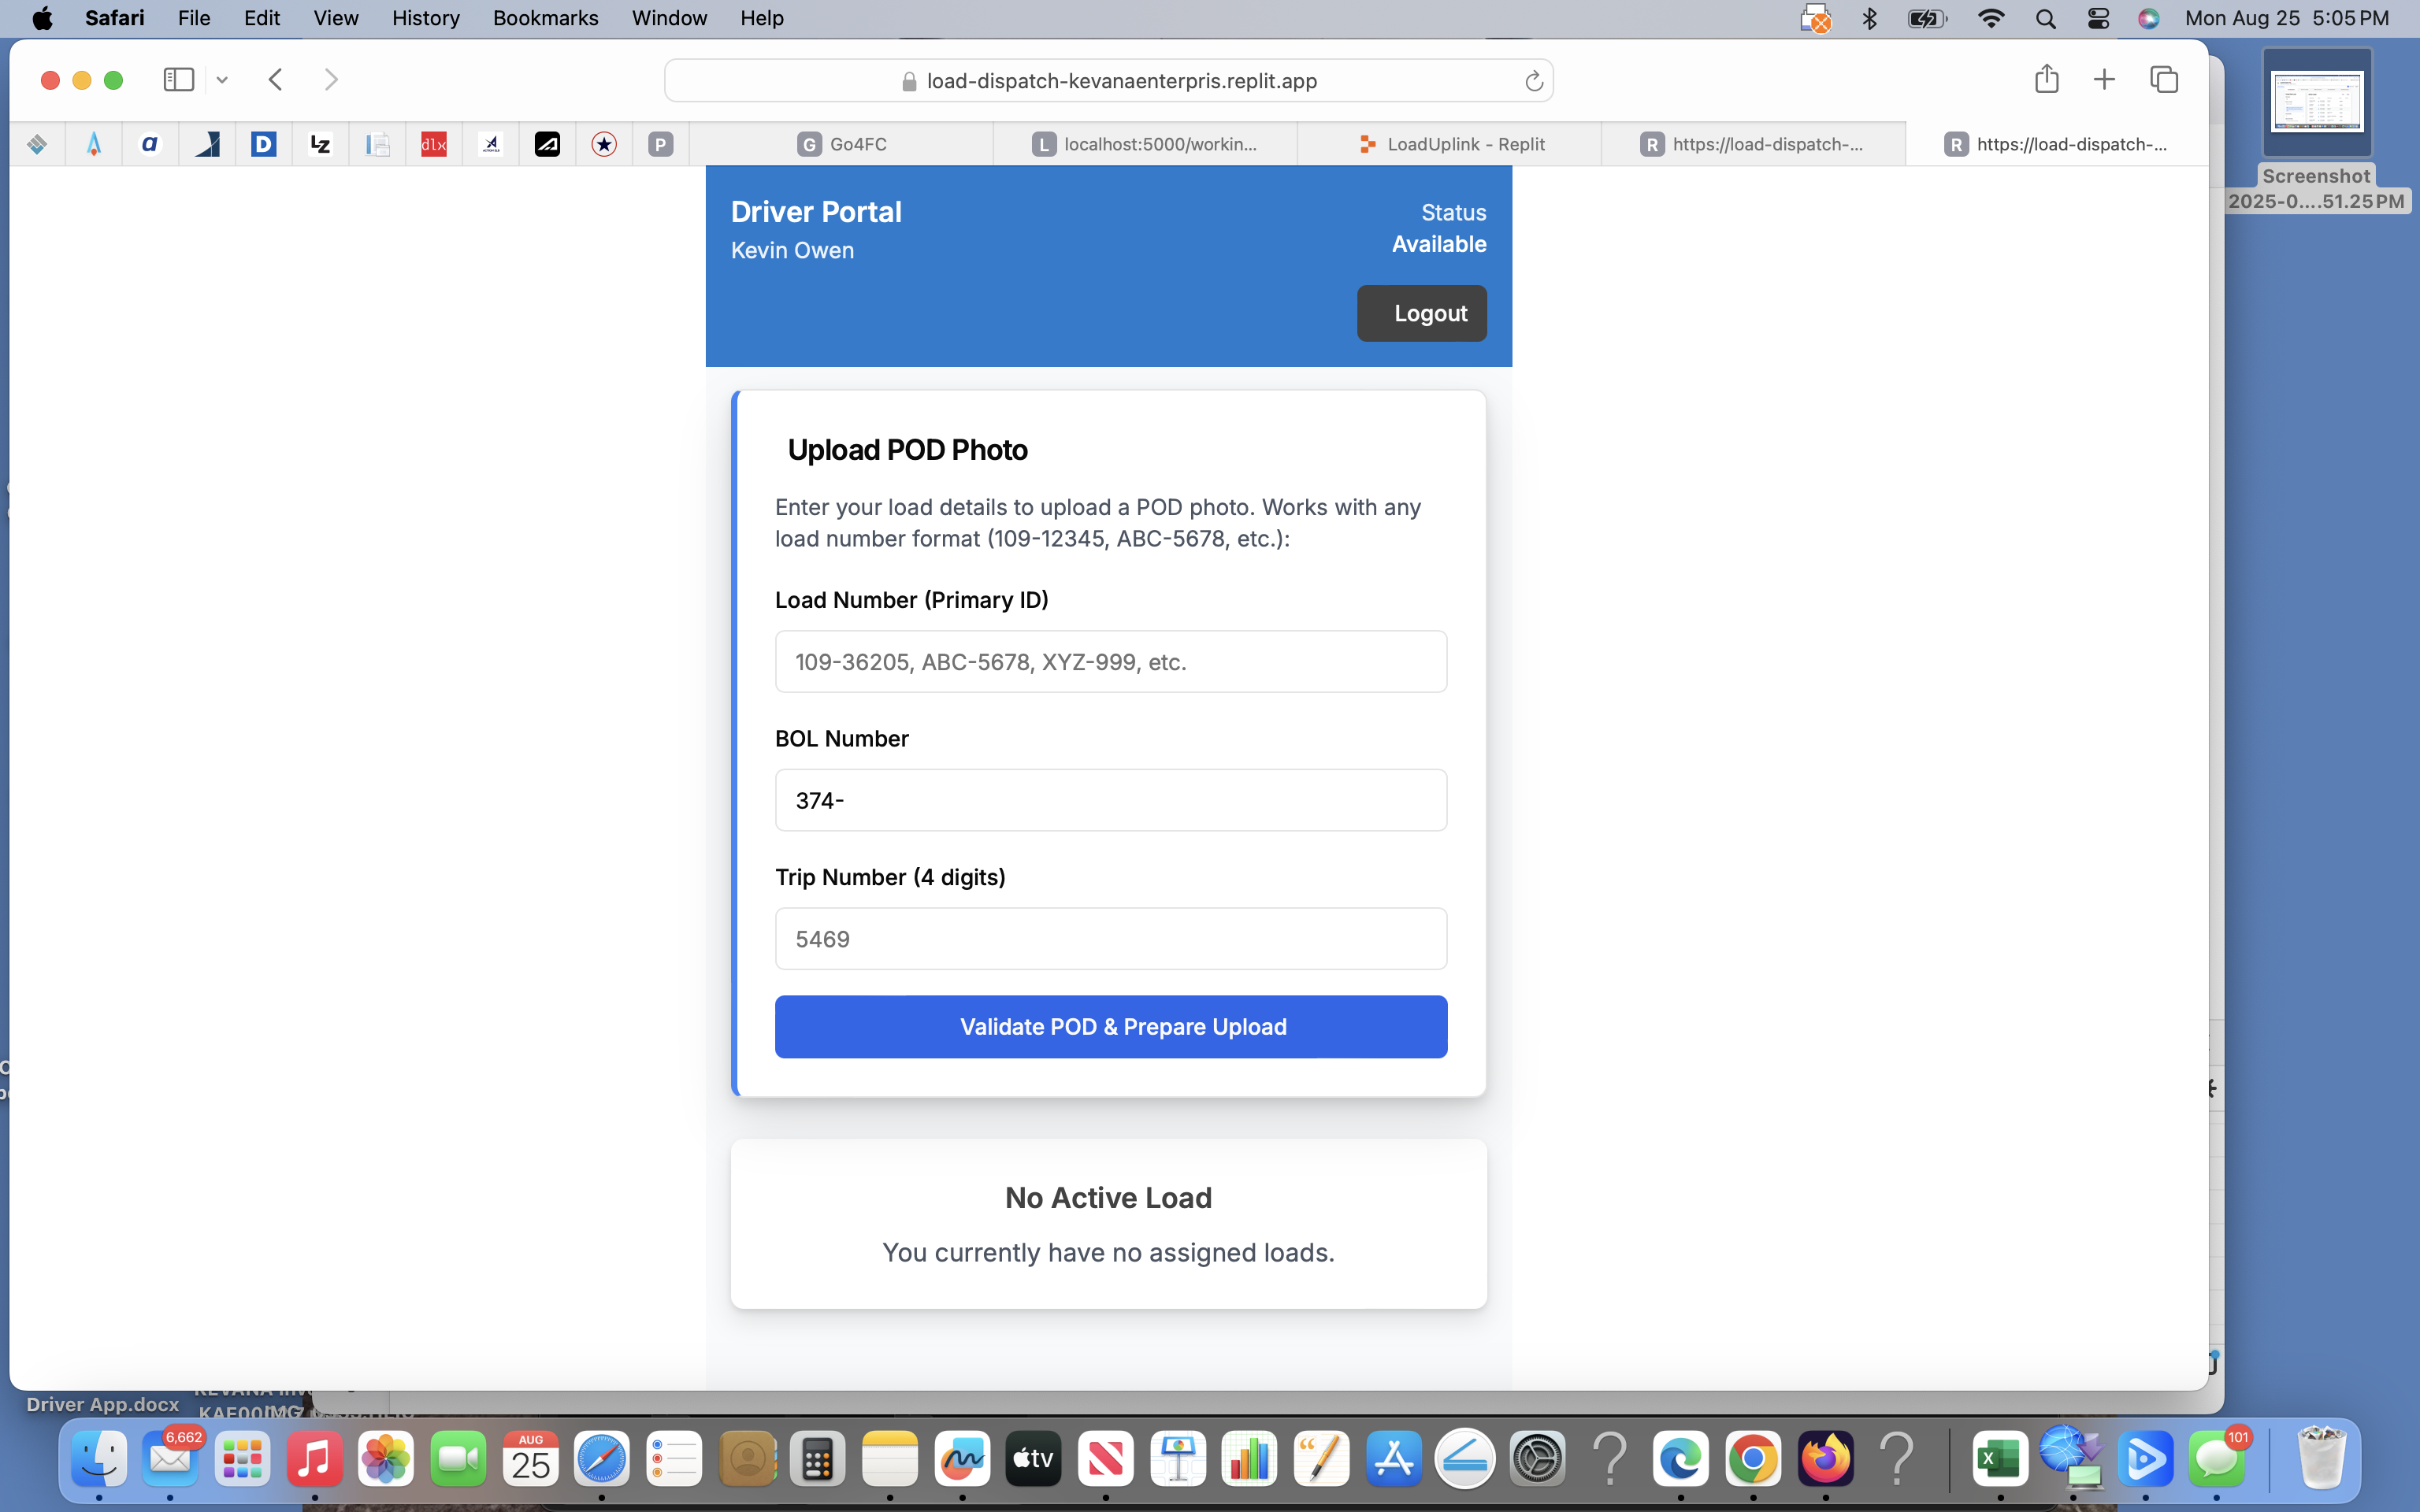 Safari File Edit View History Bookmarks Window Help Mon Aug 25 5:05 PM
load-dispatch-kevanaenterpris.replit.app
a D LZ dlx P G Go4FC L localhost:5000/workin... LoadUplink - Replit R https://load-dispatch-... R https://load-dispatch-...
Screenshot
2025-0....51.25 PM
Driver Portal
Kevin Owen
Status
Available
Logout
Upload POD Photo
Enter your load details to upload a POD photo. Works with any
load number format (109-12345, ABC-5678, etc.):
Load Number (Primary ID)
109-36205, ABC-5678, XYZ-999, etc.
BOL Number
374-
Trip Number (4 digits)
5469
Validate POD & Prepare Upload
No Active Load
You currently have no assigned loads.
Driver App.docx
6,662
AUG
25
tv
101